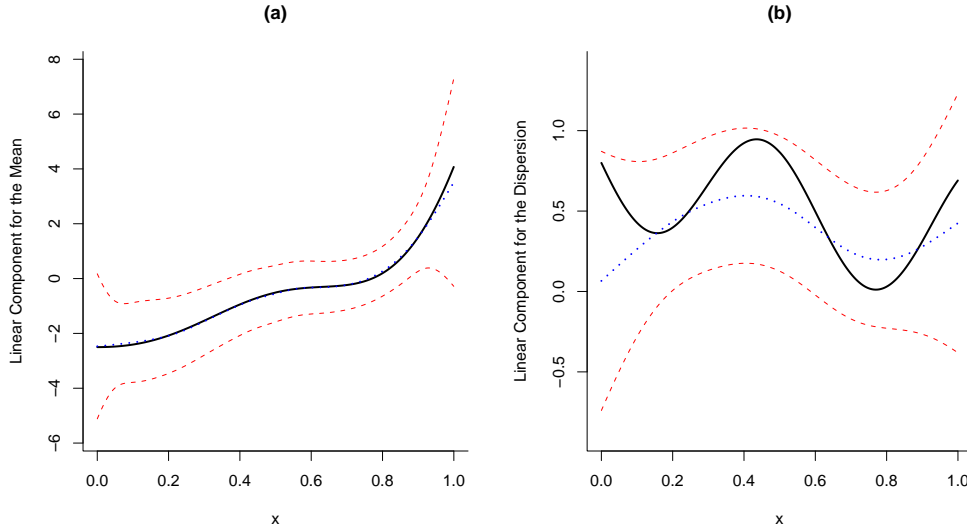 (a)
Linear Component for the Mean
8
6
4
2
0
−2
−4
−6
0.0 0.2 0.4 0.6 0.8 1.0
x
(b)
Linear Component for the Dispersion
1.0
0.5
0.0
−0.5
0.0 0.2 0.4 0.6 0.8 1.0
x